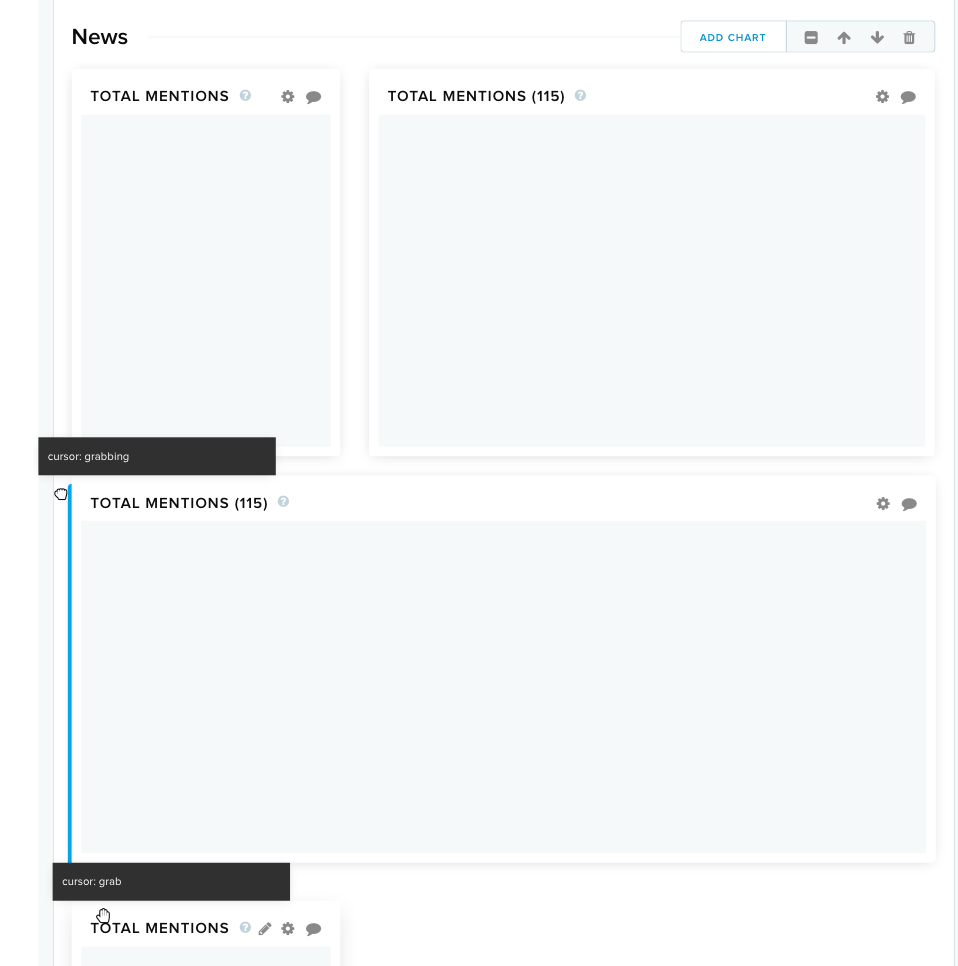 News
ADD CHART
TOTAL MENTIONS ?
TOTAL MENTIONS (115) ?
cursor: grabbing
TOTAL MENTIONS (115) ?
cursor: grab
TOTAL MENTIONS ?